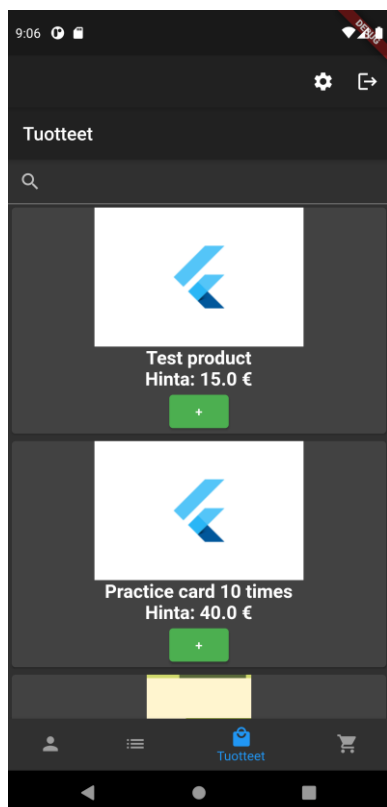 9:06
DEBUG
Tuotteet
Test product
Hinta: 15.0 €
+
Practice card 10 times
Hinta: 40.0 €
+
Tuotteet